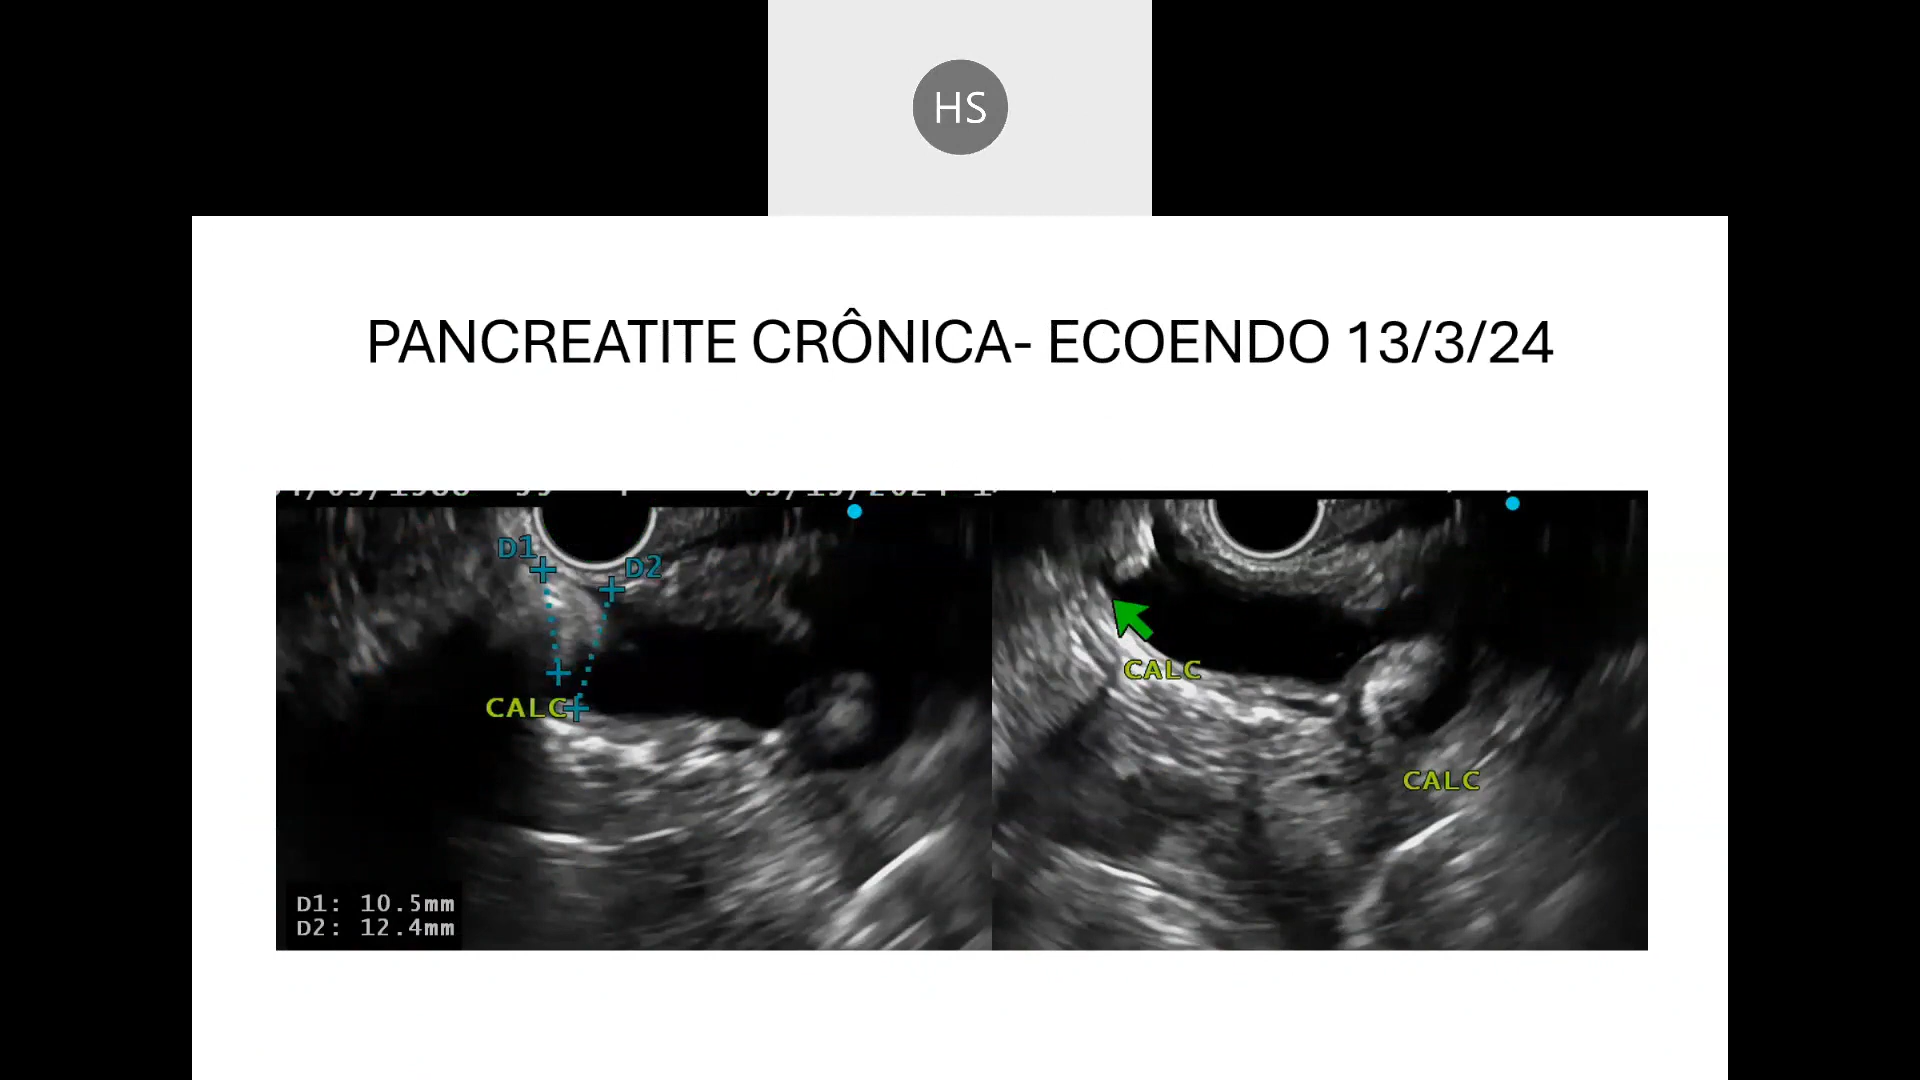 HS
PANCREATITE CRÔNICA- ECOENDO 13/3/24
D1
D2
CALC
CALC
CALC
D1: 10.5mm
D2: 12.4mm